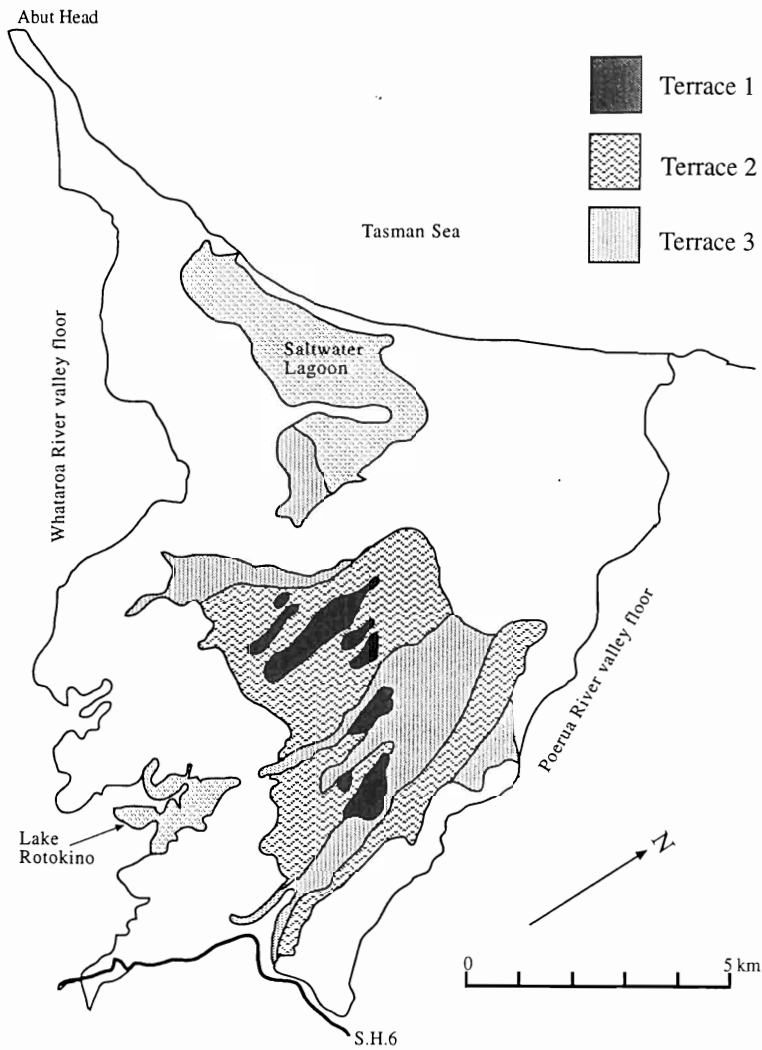 Abut Head
Terrace 1
Terrace 2
Terrace 3
Tasman Sea
Saltwater
Lagoon
Whataroa River valley floor
Poerua River valley floor
Lake
Rotokino
N
0
5 km
S.H.6